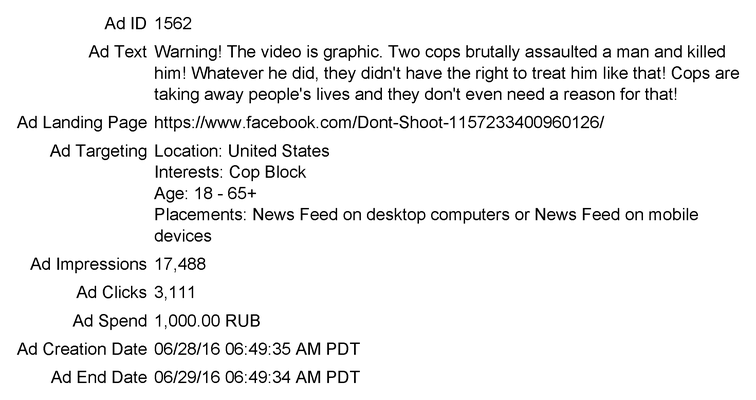 Ad ID 1562
Ad Text Warning! The video is graphic. Two cops brutally assaulted a man and killed
him! Whatever he did, they didn't have the right to treat him like that! Cops are
taking away people's lives and they don't even need a reason for that!
Ad Landing Page https://www.facebook.com/Dont-Shoot-1157233400960126/
Ad Targeting Location: United States
Interests: Cop Block
Age: 18 - 65+
Placements: News Feed on desktop computers or News Feed on mobile
devices
Ad Impressions 17,488
Ad Clicks 3,111
Ad Spend 1,000.00 RUB
Ad Creation Date 06/28/16 06:49:35 AM PDT
Ad End Date 06/29/16 06:49:34 AM PDT